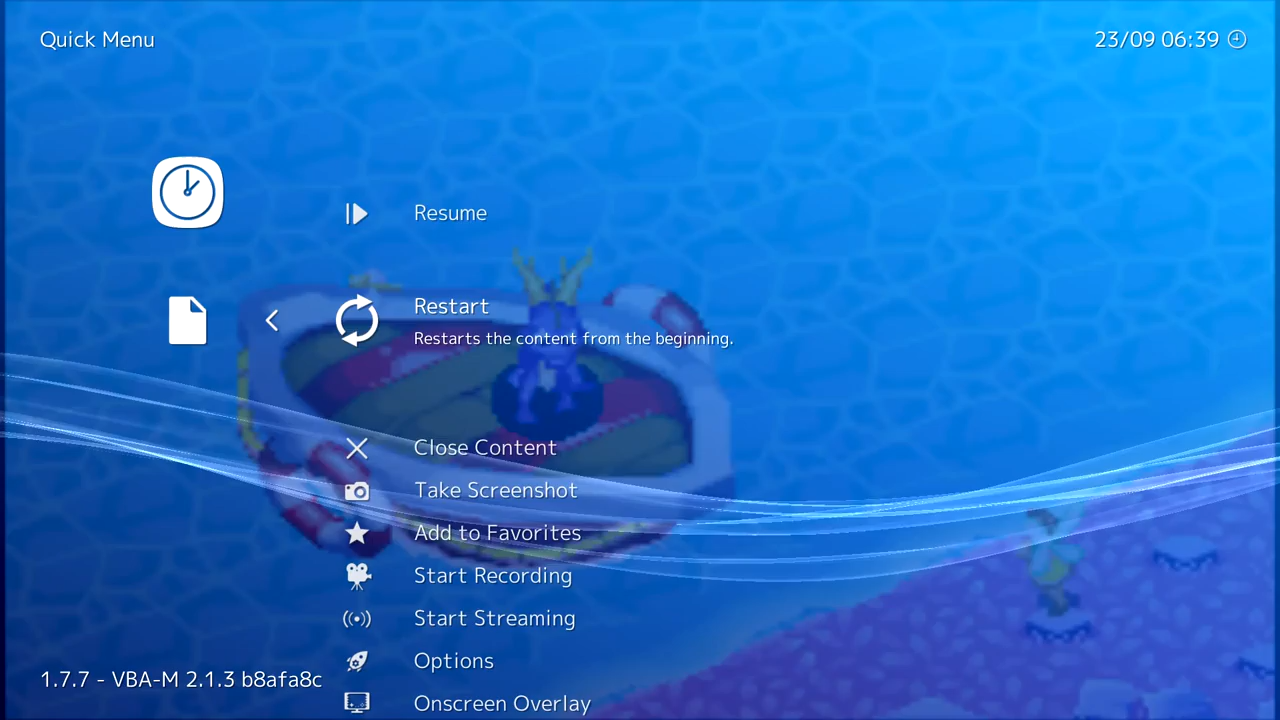 Quick Menu
23/09 06:39
Resume
Restart
Restarts the content from the beginning.
Close Content
Take Screenshot
Add to Favorites
Start Recording
Start Streaming
Options
Onscreen Overlay
1.7.7 - VBA-M 2.1.3 b8afa8c